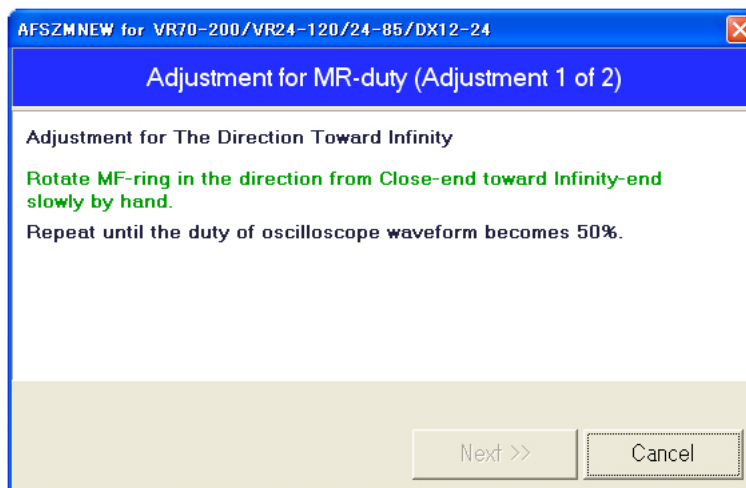 AFSZMNEW for VR70-200/VR24-120/24-85/DX12-24
Adjustment for MR-duty (Adjustment 1 of 2)
Adjustment for The Direction Toward Infinity
Rotate MF-ring in the direction from Close-end toward Infinity-end
slowly by hand.
Repeat until the duty of oscilloscope waveform becomes 50%.
Next >>
Cancel